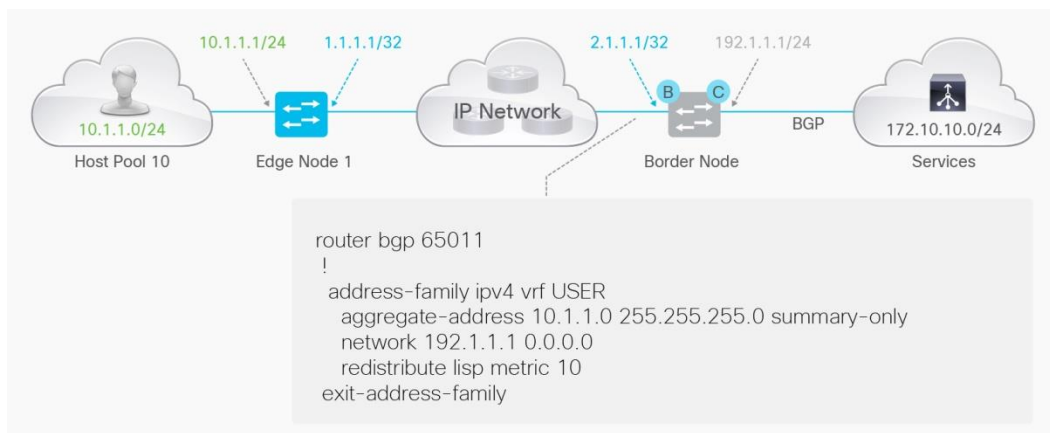 10.1.1.1/24 1.1.1.1/32 2.1.1.1/32 192.1.1.1/24
B C
IP Network
BGP
10.1.1.0/24 172.10.10.0/24
Host Pool 10 Edge Node 1 Border Node Services
router bgp 65011
!
address-family ipv4 vrf USER
aggregate-address 10.1.1.0 255.255.255.0 summary-only
network 192.1.1.1 0.0.0.0
redistribute lisp metric 10
exit-address-family